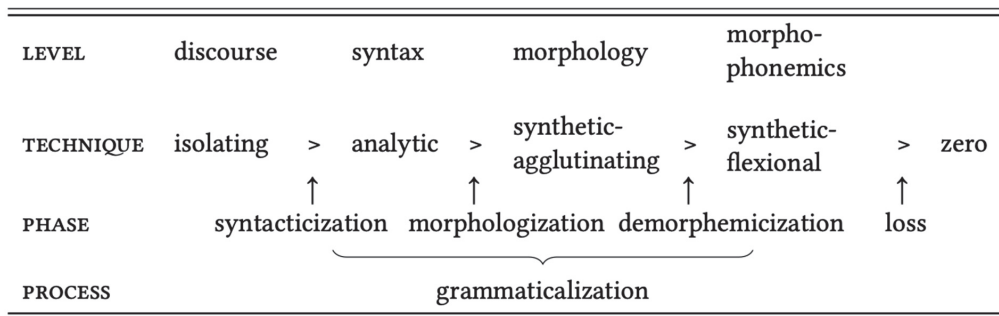 LEVEL discourse syntax morphology morpho-
phonemics
TECHNIQUE isolating > analytic > synthetic-
agglutinating > synthetic-
flexional > zero
↑ ↑ ↑ ↑
PHASE syntacticization morphologization demorphemicization loss
PROCESS grammaticalization